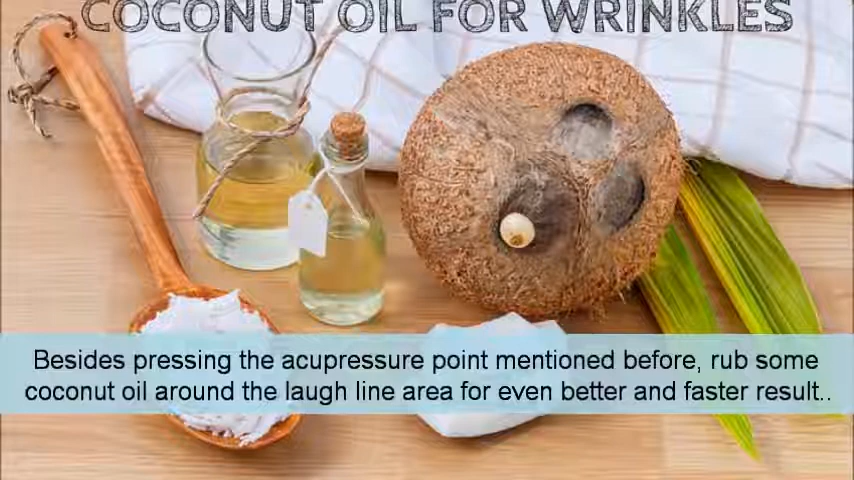 COCONUT OIL FOR WRINKLES
Besides pressing the acupressure point mentioned before, rub some
coconut oil around the laugh line area for even better and faster result..